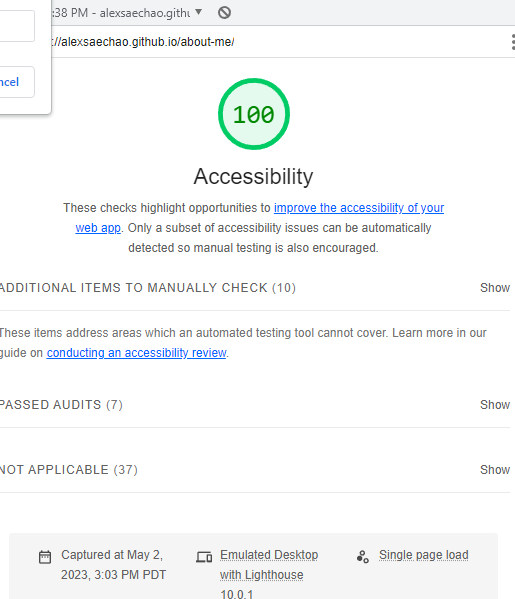 :38 PM - alexsaechao.githu
://alexsaechao.github.io/about-me/
ncel
100
Accessibility
These checks highlight opportunities to improve the accessibility of your
web app. Only a subset of accessibility issues can be automatically
detected so manual testing is also encouraged.
ADDITIONAL ITEMS TO MANUALLY CHECK (10) Show
These items address areas which an automated testing tool cannot cover. Learn more in our
guide on conducting an accessibility review.
PASSED AUDITS (7) Show
NOT APPLICABLE (37) Show
Captured at May 2,
2023, 3:03 PM PDT
Emulated Desktop
with Lighthouse
10.0.1
Single page load